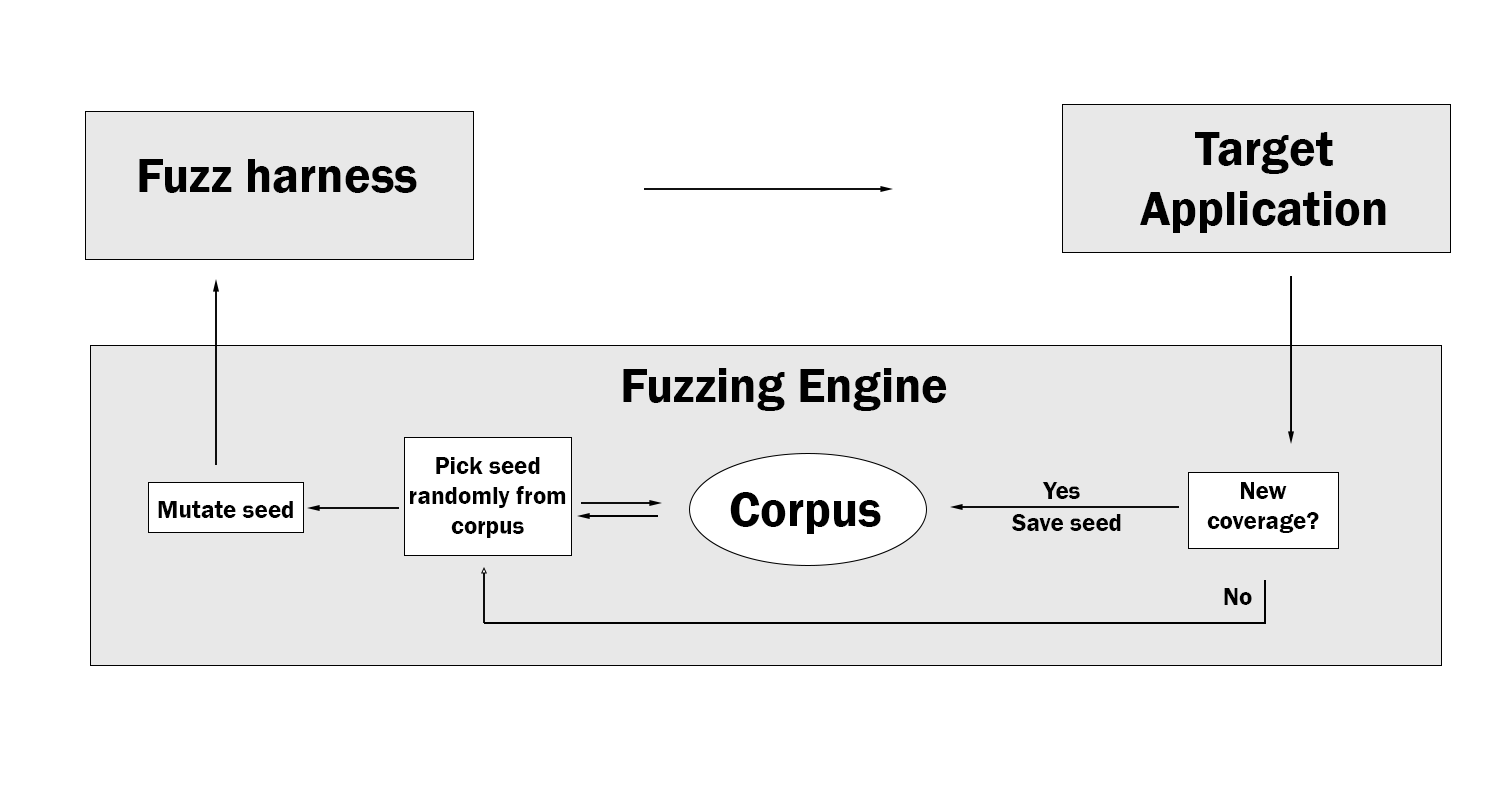 Fuzz harness
Target
Application
Fuzzing Engine
Mutate seed
Pick seed
randomly from
corpus
Corpus
Yes
Save seed
New
coverage?
No